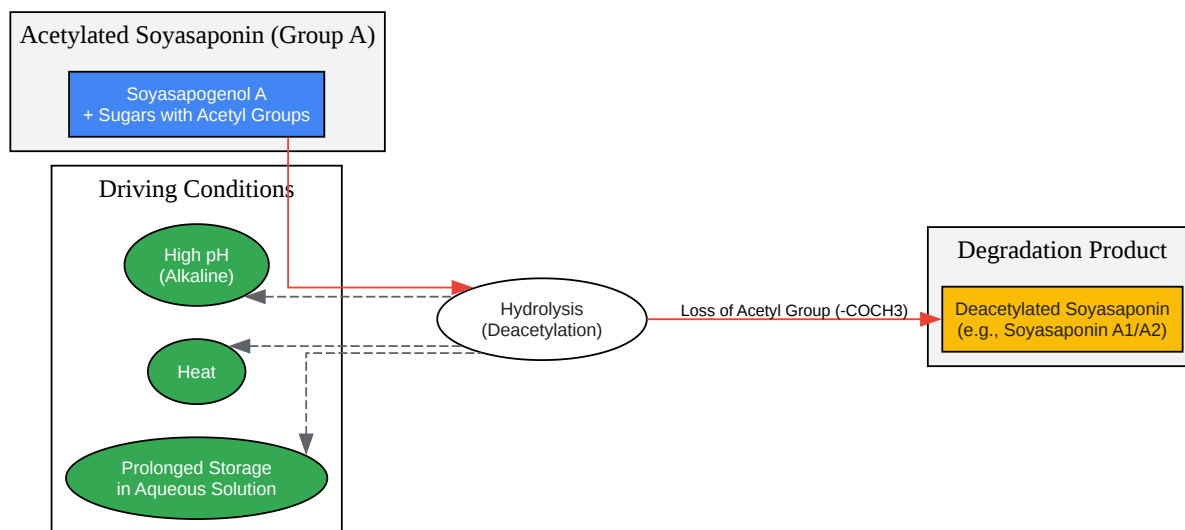 Acetylated Soyasaponin (Group A)
Soyasapogenol A
+ Sugars with Acetyl Groups
Driving Conditions
High pH
(Alkaline)
Heat
Prolonged Storage
in Aqueous Solution
Hydrolysis
(Deacetylation)
Loss of Acetyl Group (-COCH3)
Degradation Product
Deacetylated Soyasaponin
(e.g., Soyasaponin A1/A2)